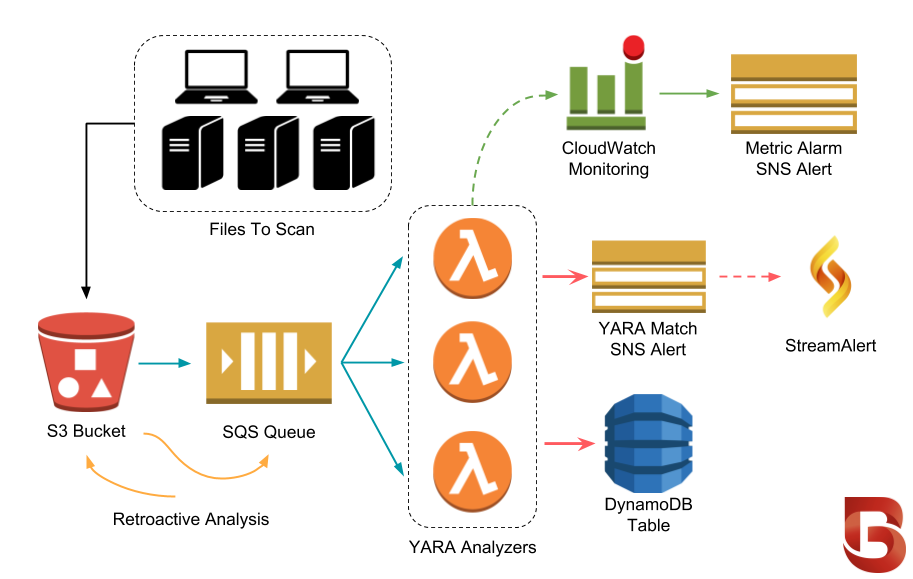 CloudWatch
Monitoring
Metric Alarm
SNS Alert
Files To Scan
YARA Match
SNS Alert
StreamAlert
S3 Bucket
SQS Queue
DynamoDB
Table
Retroactive Analysis
YARA Analyzers